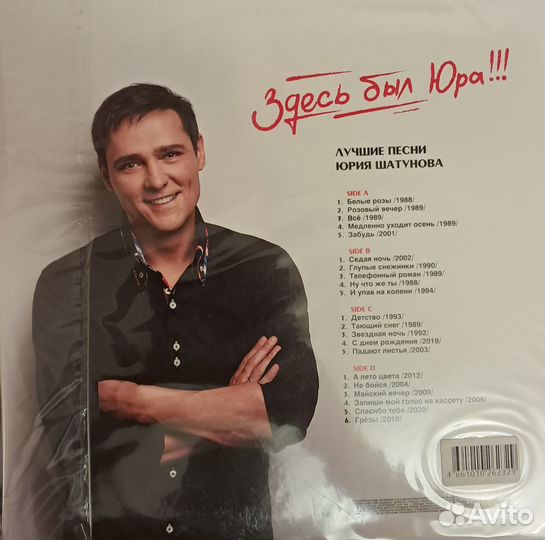 Здесь был Юра!!!
ЛУЧШИЕ ПЕСНИ
ЮРИЯ ШАТУНОВА
SIDE A
1. Белые розы /1988/
2. Розовый вечер /1989/
3. Всё /1989/
4. Медленно уходит осень /1989/
5. Забудь /2001/
SIDE B
1. Седая ночь /2002/
2. Глупые снежинки /1990/
3. Телефонный роман /1989/
4. Ну что же ты /1988/
5. И упав на колени /1994/
SIDE C
1. Детство /1993/
2. Тающий снег /1989/
3. Звездная ночь /1992/
4. С днем рождения /2019/
5. Падают листья /2003/
SIDE D
1. А лето цвета /2012/
2. Не бойся /2004/
3. Майский вечер /2009/
4. Запиши мой голос на кассету /2006/
5. Спасибо тебе /2020/
6. Грёзы /2018/
4 661010 262329
Avito